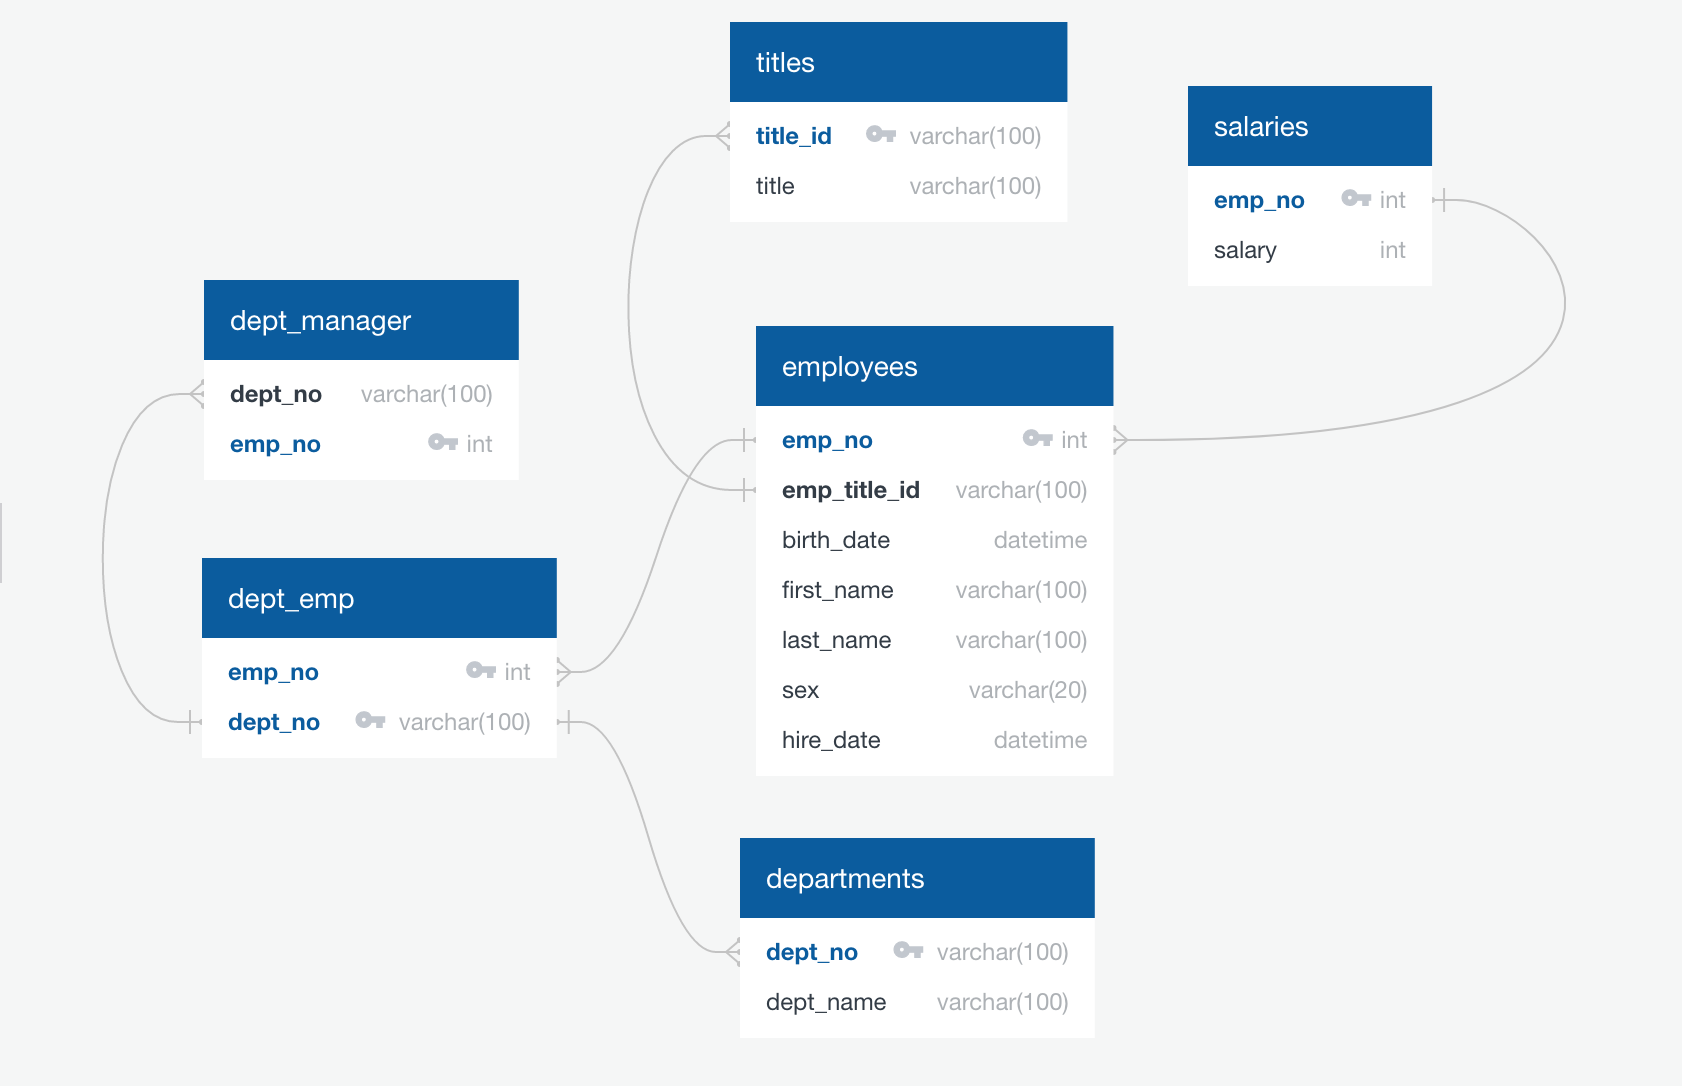 titles
title_id varchar(100)
title varchar(100)
salaries
emp_no int
salary int
dept_manager
dept_no varchar(100)
emp_no int
employees
emp_no int
emp_title_id varchar(100)
birth_date datetime
first_name varchar(100)
last_name varchar(100)
sex varchar(20)
hire_date datetime
dept_emp
emp_no int
dept_no varchar(100)
departments
dept_no varchar(100)
dept_name varchar(100)